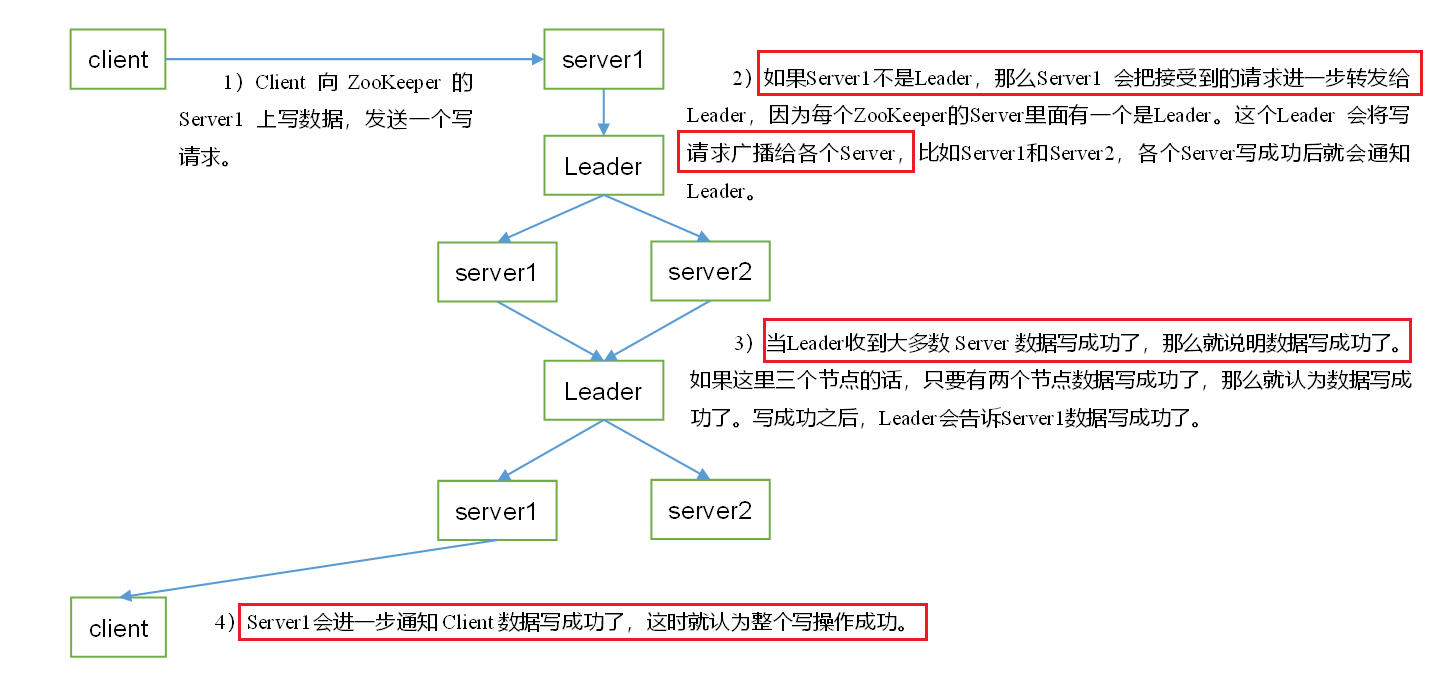 client
server1
1）Client 向 ZooKeeper 的
Server1 上写数据，发送一个写
请求。
2）如果Server1不是Leader，那么Server1 会把接受到的请求进一步转发给
Leader，因为每个ZooKeeper的Server里面有一个是Leader。这个Leader 会将写
请求广播给各个Server，比如Server1和Server2，各个Server写成功后就会通知
Leader。
Leader
server1
server2
3）当Leader收到大多数 Server 数据写成功了，那么就说明数据写成功了。
如果这里三个节点的话，只要有两个节点数据写成功了，那么就认为数据写成
功了。写成功之后，Leader会告诉Server1数据写成功了。
Leader
server1
server2
client
4）Server1会进一步通知 Client 数据写成功了，这时就认为整个写操作成功。